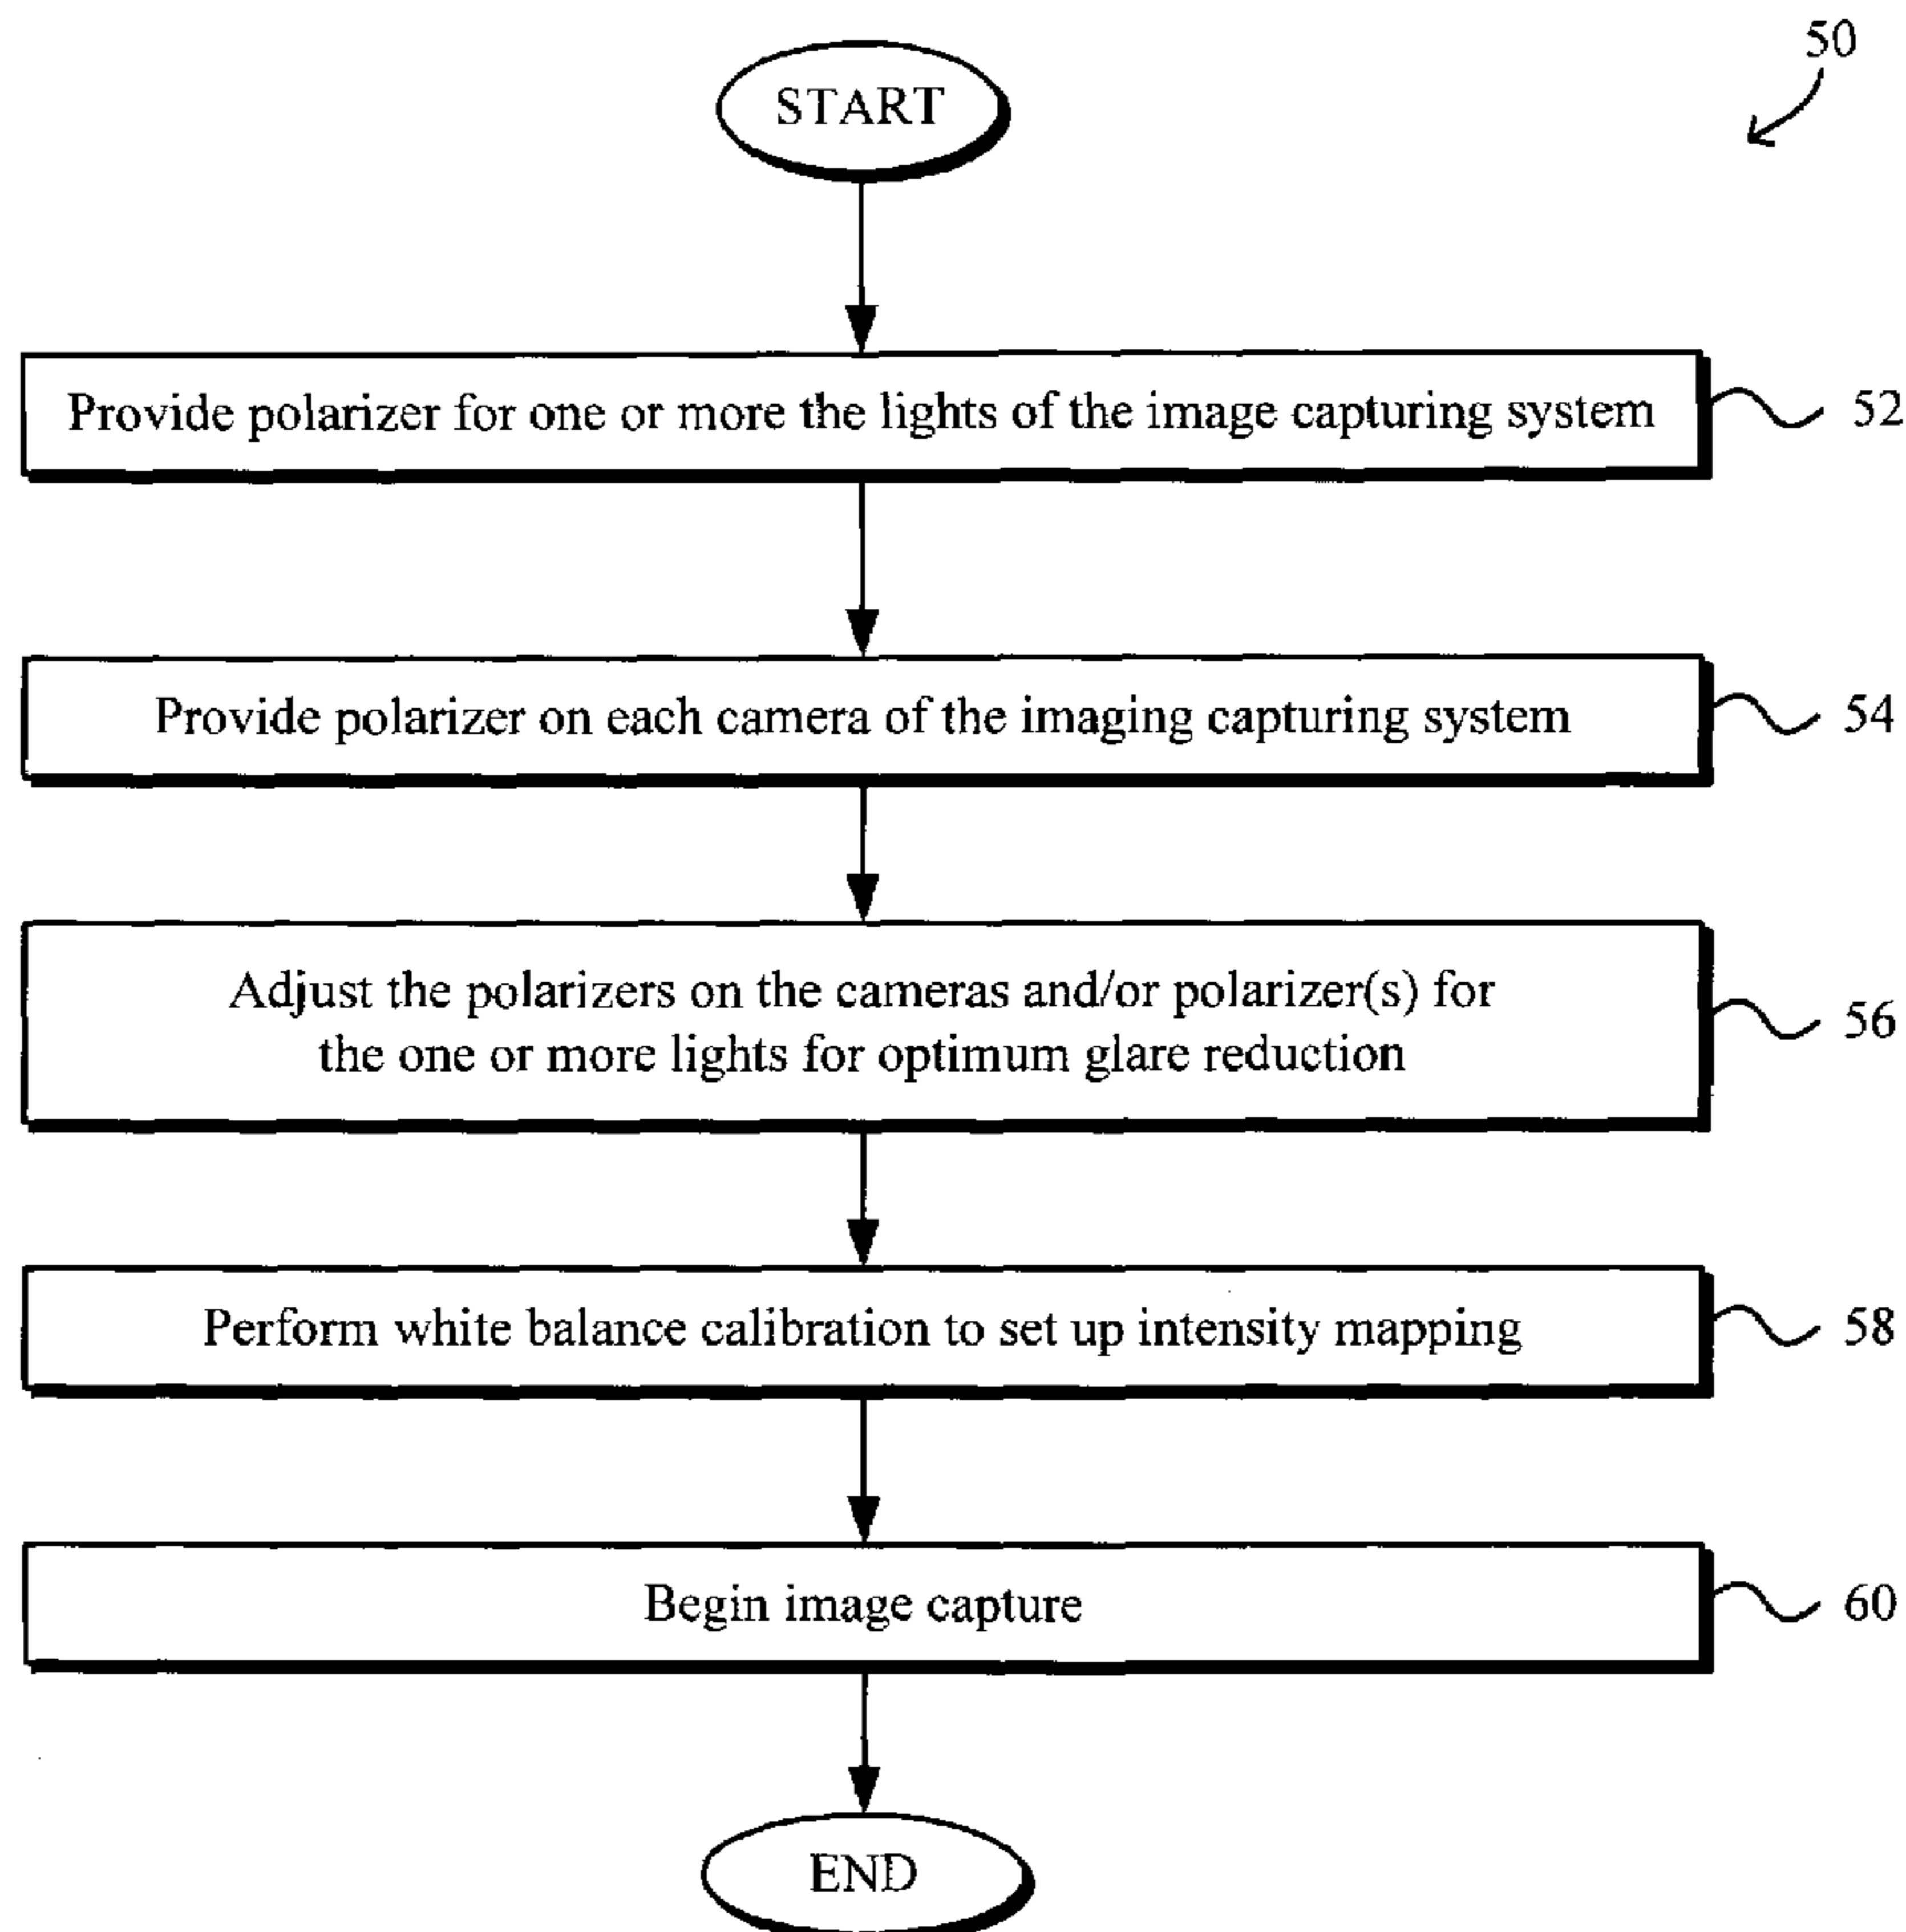 50
START
Provide polarizer for one or more the lights of the image capturing system
52
Provide polarizer on each camera of the imaging capturing system
54
Adjust the polarizers on the cameras and/or polarizer(s) for
the one or more lights for optimum glare reduction
56
Perform white balance calibration to set up intensity mapping
58
Begin image capture
60
END